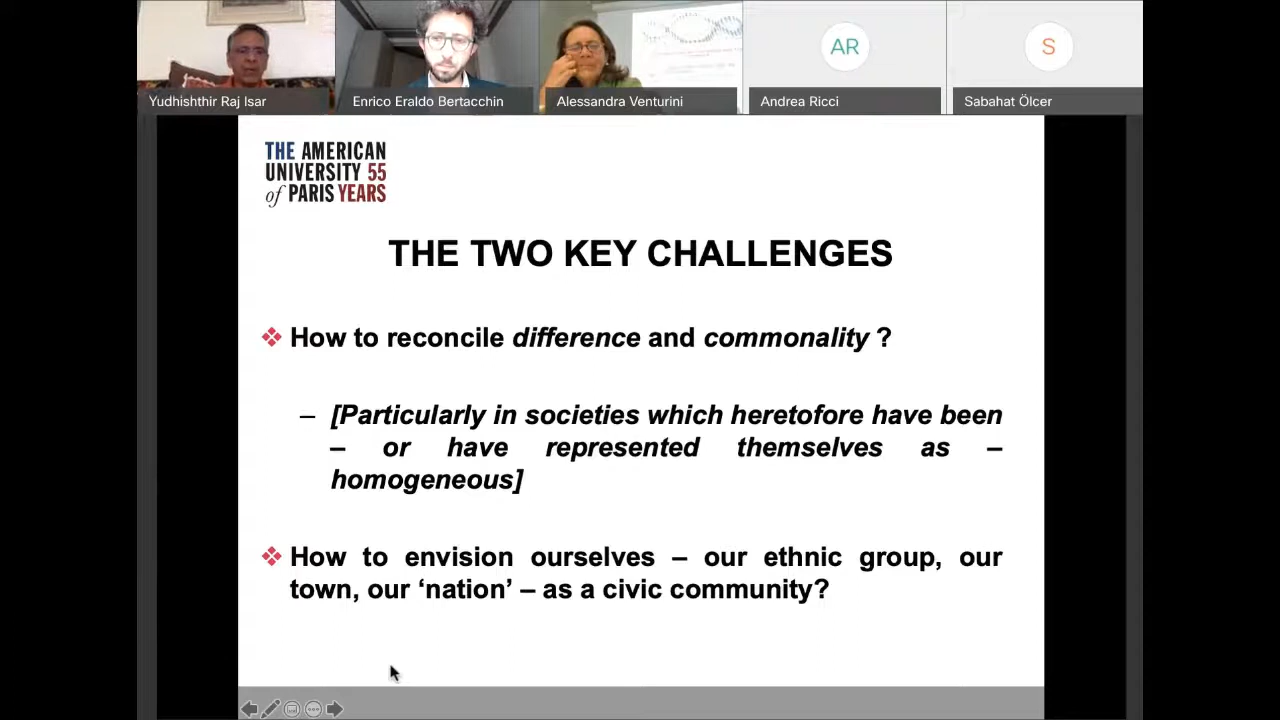 Yudhishthir Raj Isar
Enrico Eraldo Bertacchin
Alessandra Venturini
AR
Andrea Ricci
S
Sabahat Ölcer
THE AMERICAN
UNIVERSITY 55
of PARIS YEARS
THE TWO KEY CHALLENGES
❖ How to reconcile difference and commonality ?
– [Particularly in societies which heretofore have been
– or have represented themselves as –
homogeneous]
❖ How to envision ourselves – our ethnic group, our
town, our ‘nation’ – as a civic community?